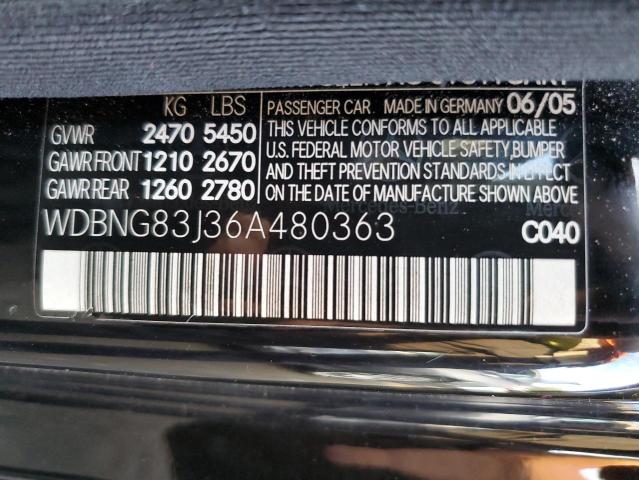 KG LBS
GVWR 2470 5450
GAWR FRONT 1210 2670
GAWR REAR 1260 2780
PASSENGER CAR MADE IN GERMANY 06/05
THIS VEHICLE CONFORMS TO ALL APPLICABLE
U.S. FEDERAL MOTOR VEHICLE SAFETY, BUMPER
AND THEFT PREVENTION STANDARDS IN EFFECT
ON THE DATE OF MANUFACTURE SHOWN ABOVE
Mercedes-Benz
WDBNG83J36A480363
C040